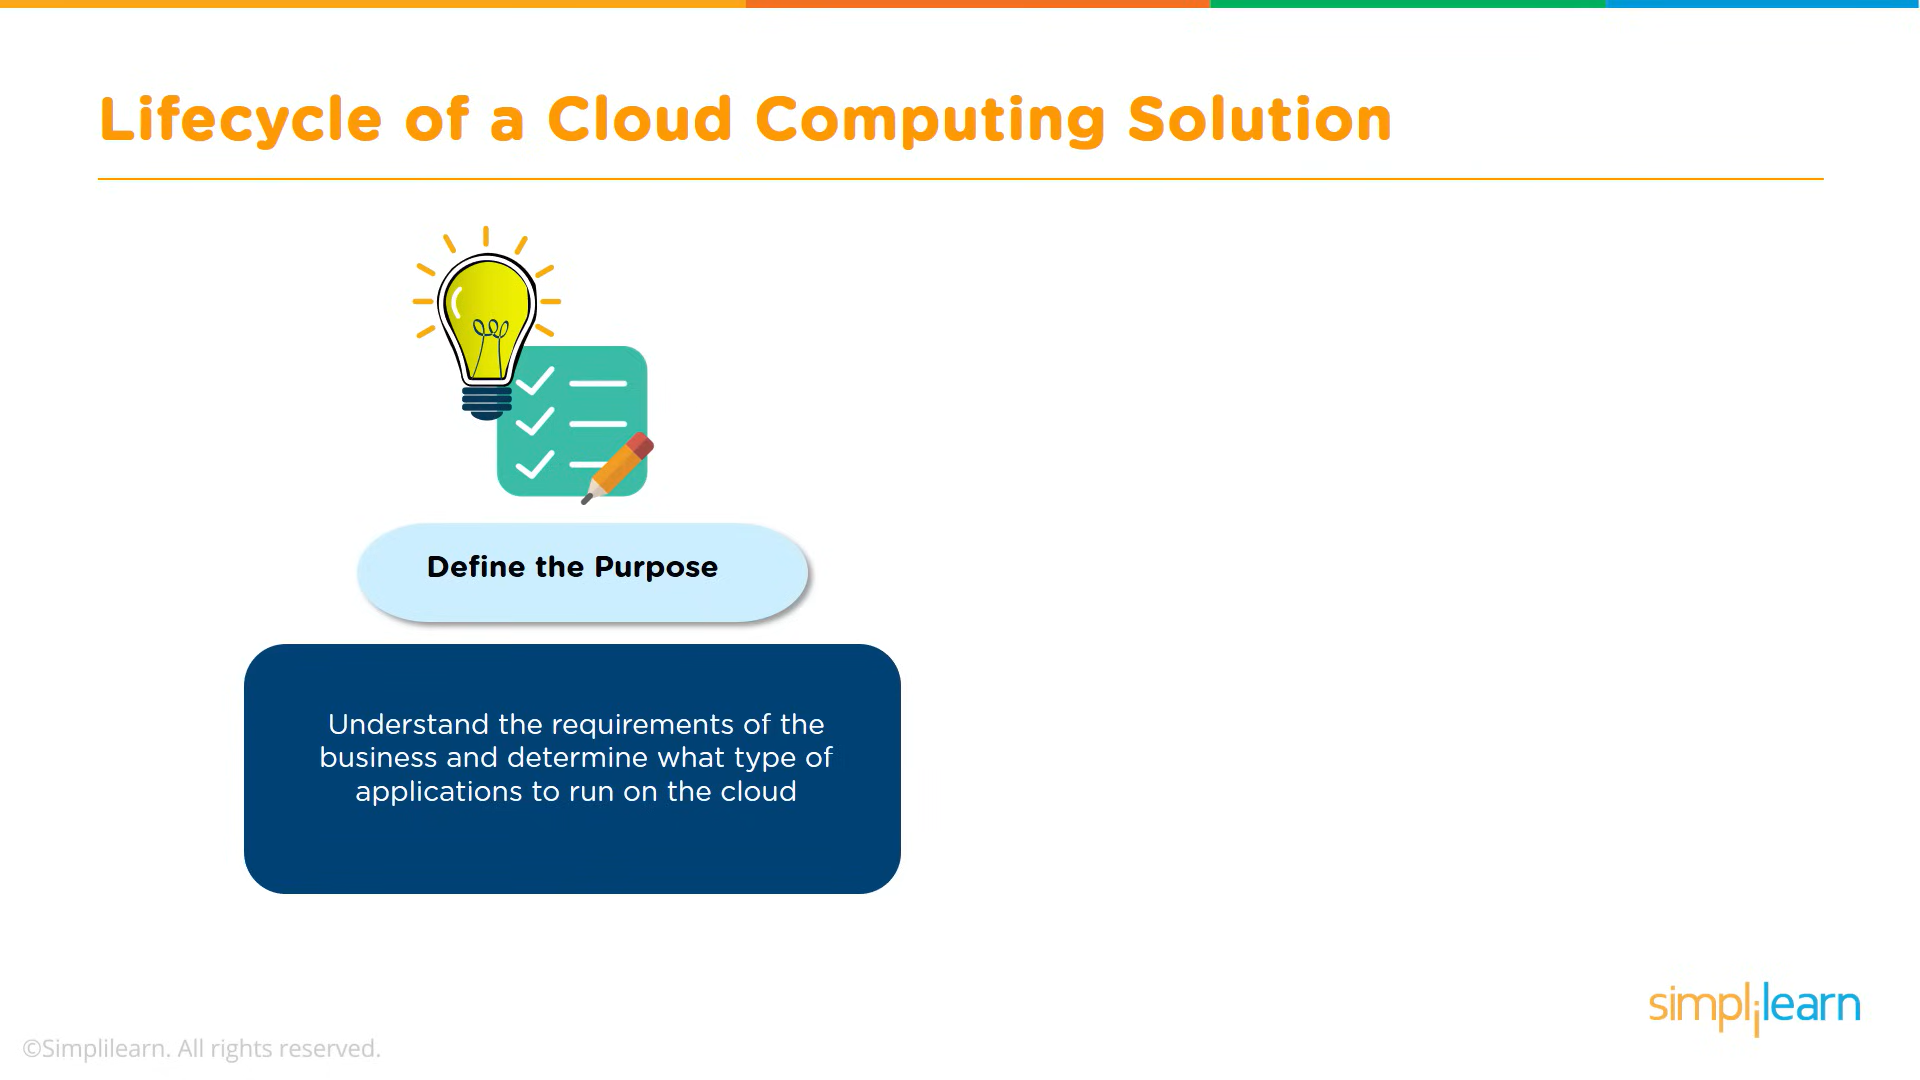 Lifecycle of a Cloud Computing Solution
Define the Purpose
Understand the requirements of the
business and determine what type of
applications to run on the cloud
simplilearn
©Simplilearn. All rights reserved.